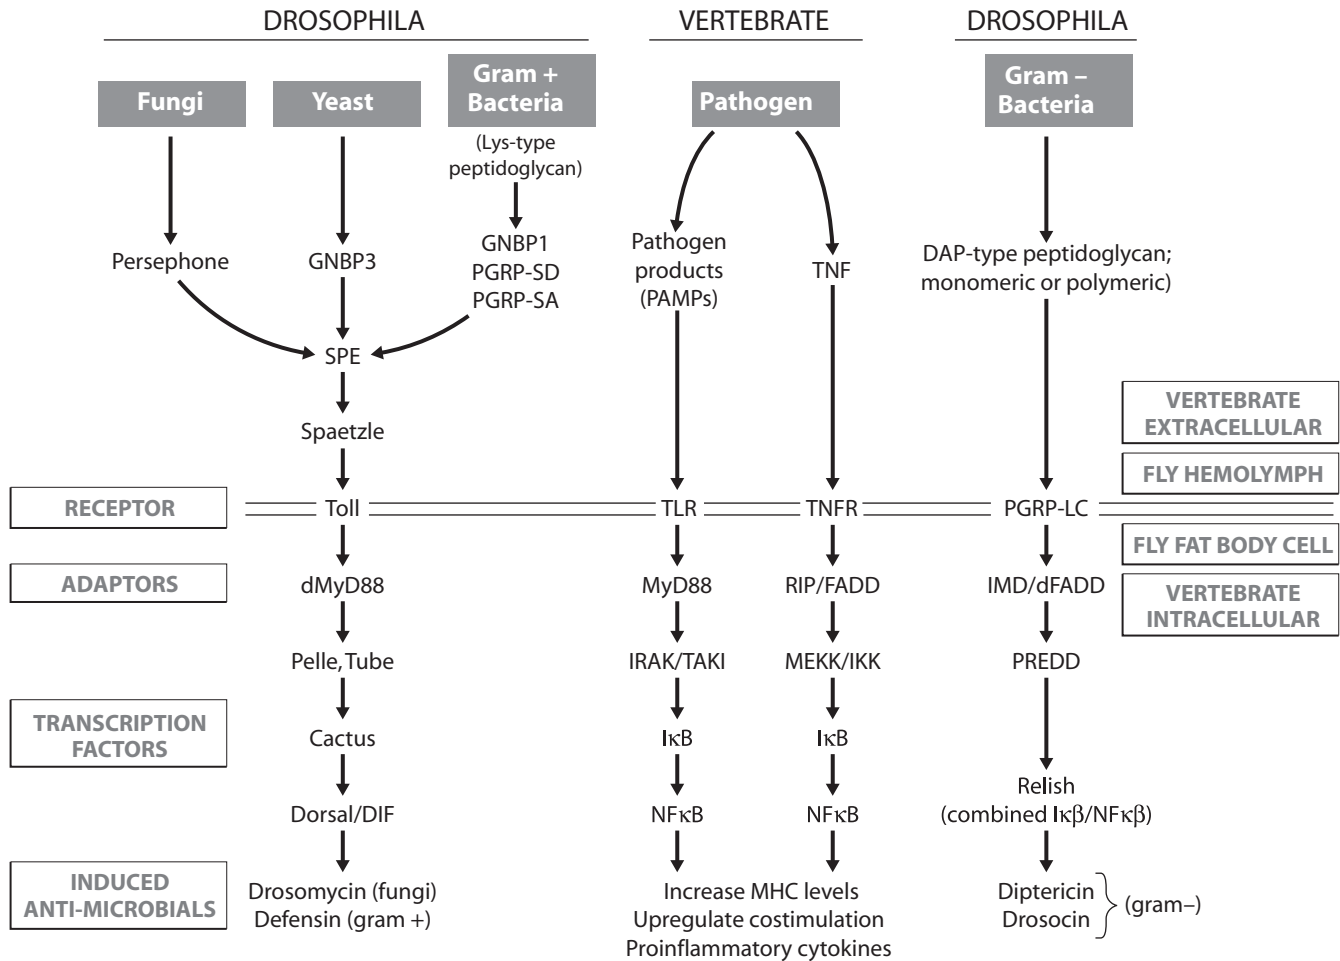 DROSOPHILA
VERTEBRATE
DROSOPHILA
Fungi
Yeast
Gram +
Bacteria
Pathogen
Gram –
Bacteria
(Lys-type
peptidoglycan)
Persephone
GNBP3
GNBP1
PGRP-SD
PGRP-SA
Pathogen
products
(PAMPs)
TNF
DAP-type peptidoglycan;
monomeric or polymeric)
SPE
Spaetzle
VERTEBRATE
EXTRACELLULAR
FLY HEMOLYMPH
RECEPTOR
Toll
TLR
TNFR
PGRP-LC
FLY FAT BODY CELL
ADAPTORS
dMyD88
MyD88
RIP/FADD
IMD/dFADD
VERTEBRATE
INTRACELLULAR
Pelle, Tube
IRAK/TAKI
MEKK/IKK
PREDD
TRANSCRIPTION
FACTORS
Cactus
IκB
IκB
Dorsal/DIF
NFκB
NFκB
Relish
(combined Iκβ/NFκβ)
INDUCED
ANTI-MICROBIALS
Drosomycin (fungi)
Defensin (gram +)
Increase MHC levels
Upregulate costimulation
Proinflammatory cytokines
Diptericin
Drosocin
(gram–)